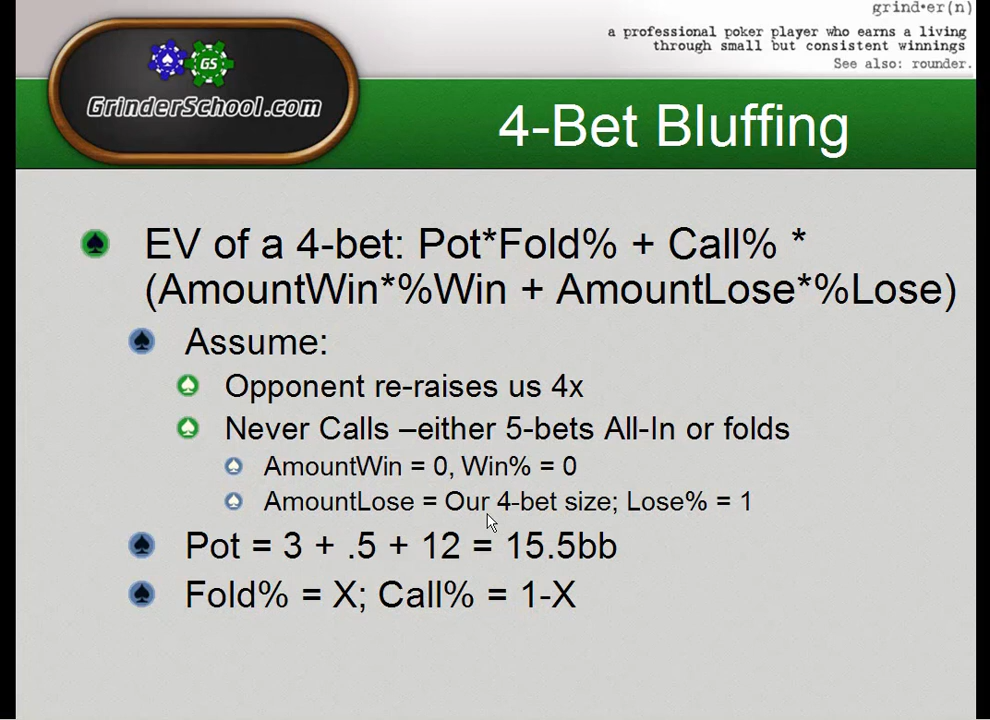 grind•er(n)
a professional poker player who earns a living
through small but consistent winnings
See also: rounder.
GS
GrinderSchool.com
4-Bet Bluffing
EV of a 4-bet: Pot*Fold% + Call% *
(AmountWin*%Win + AmountLose*%Lose)
Assume:
Opponent re-raises us 4x
Never Calls –either 5-bets All-In or folds
AmountWin = 0, Win% = 0
AmountLose = Our 4-bet size; Lose% = 1
Pot = 3 + .5 + 12 = 15.5bb
Fold% = X; Call% = 1-X